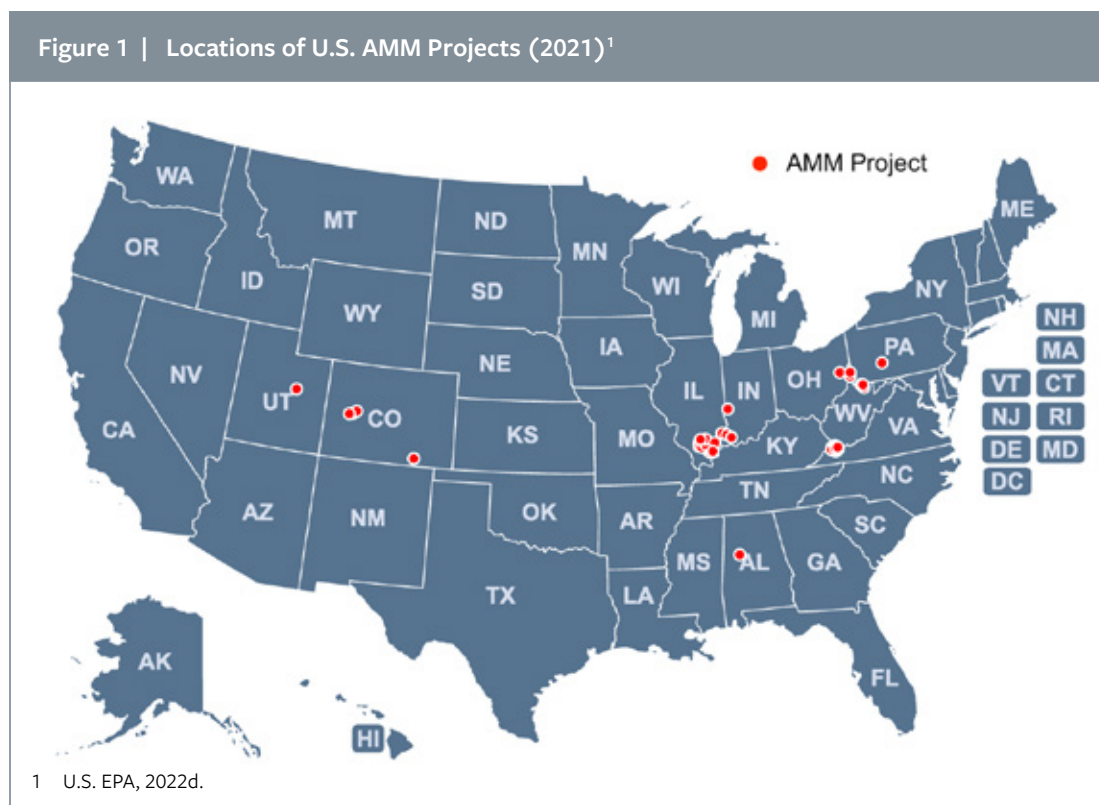 Figure 1 | Locations of U.S. AMM Projects (2021)1
AMM Project
WA
MT
ND
MN
ME
OR
ID
SD
WI
NY
WY
MI
NH
IA
PA
MA
NE
NV
UT
CO
IL
IN
OH
VT
CT
CA
KS
MO
KY
WV
VA
NJ
RI
DE
MD
DC
AZ
NM
OK
AR
TN
NC
SC
MS
AL
GA
TX
LA
AK
FL
HI
1 U.S. EPA, 2022d.